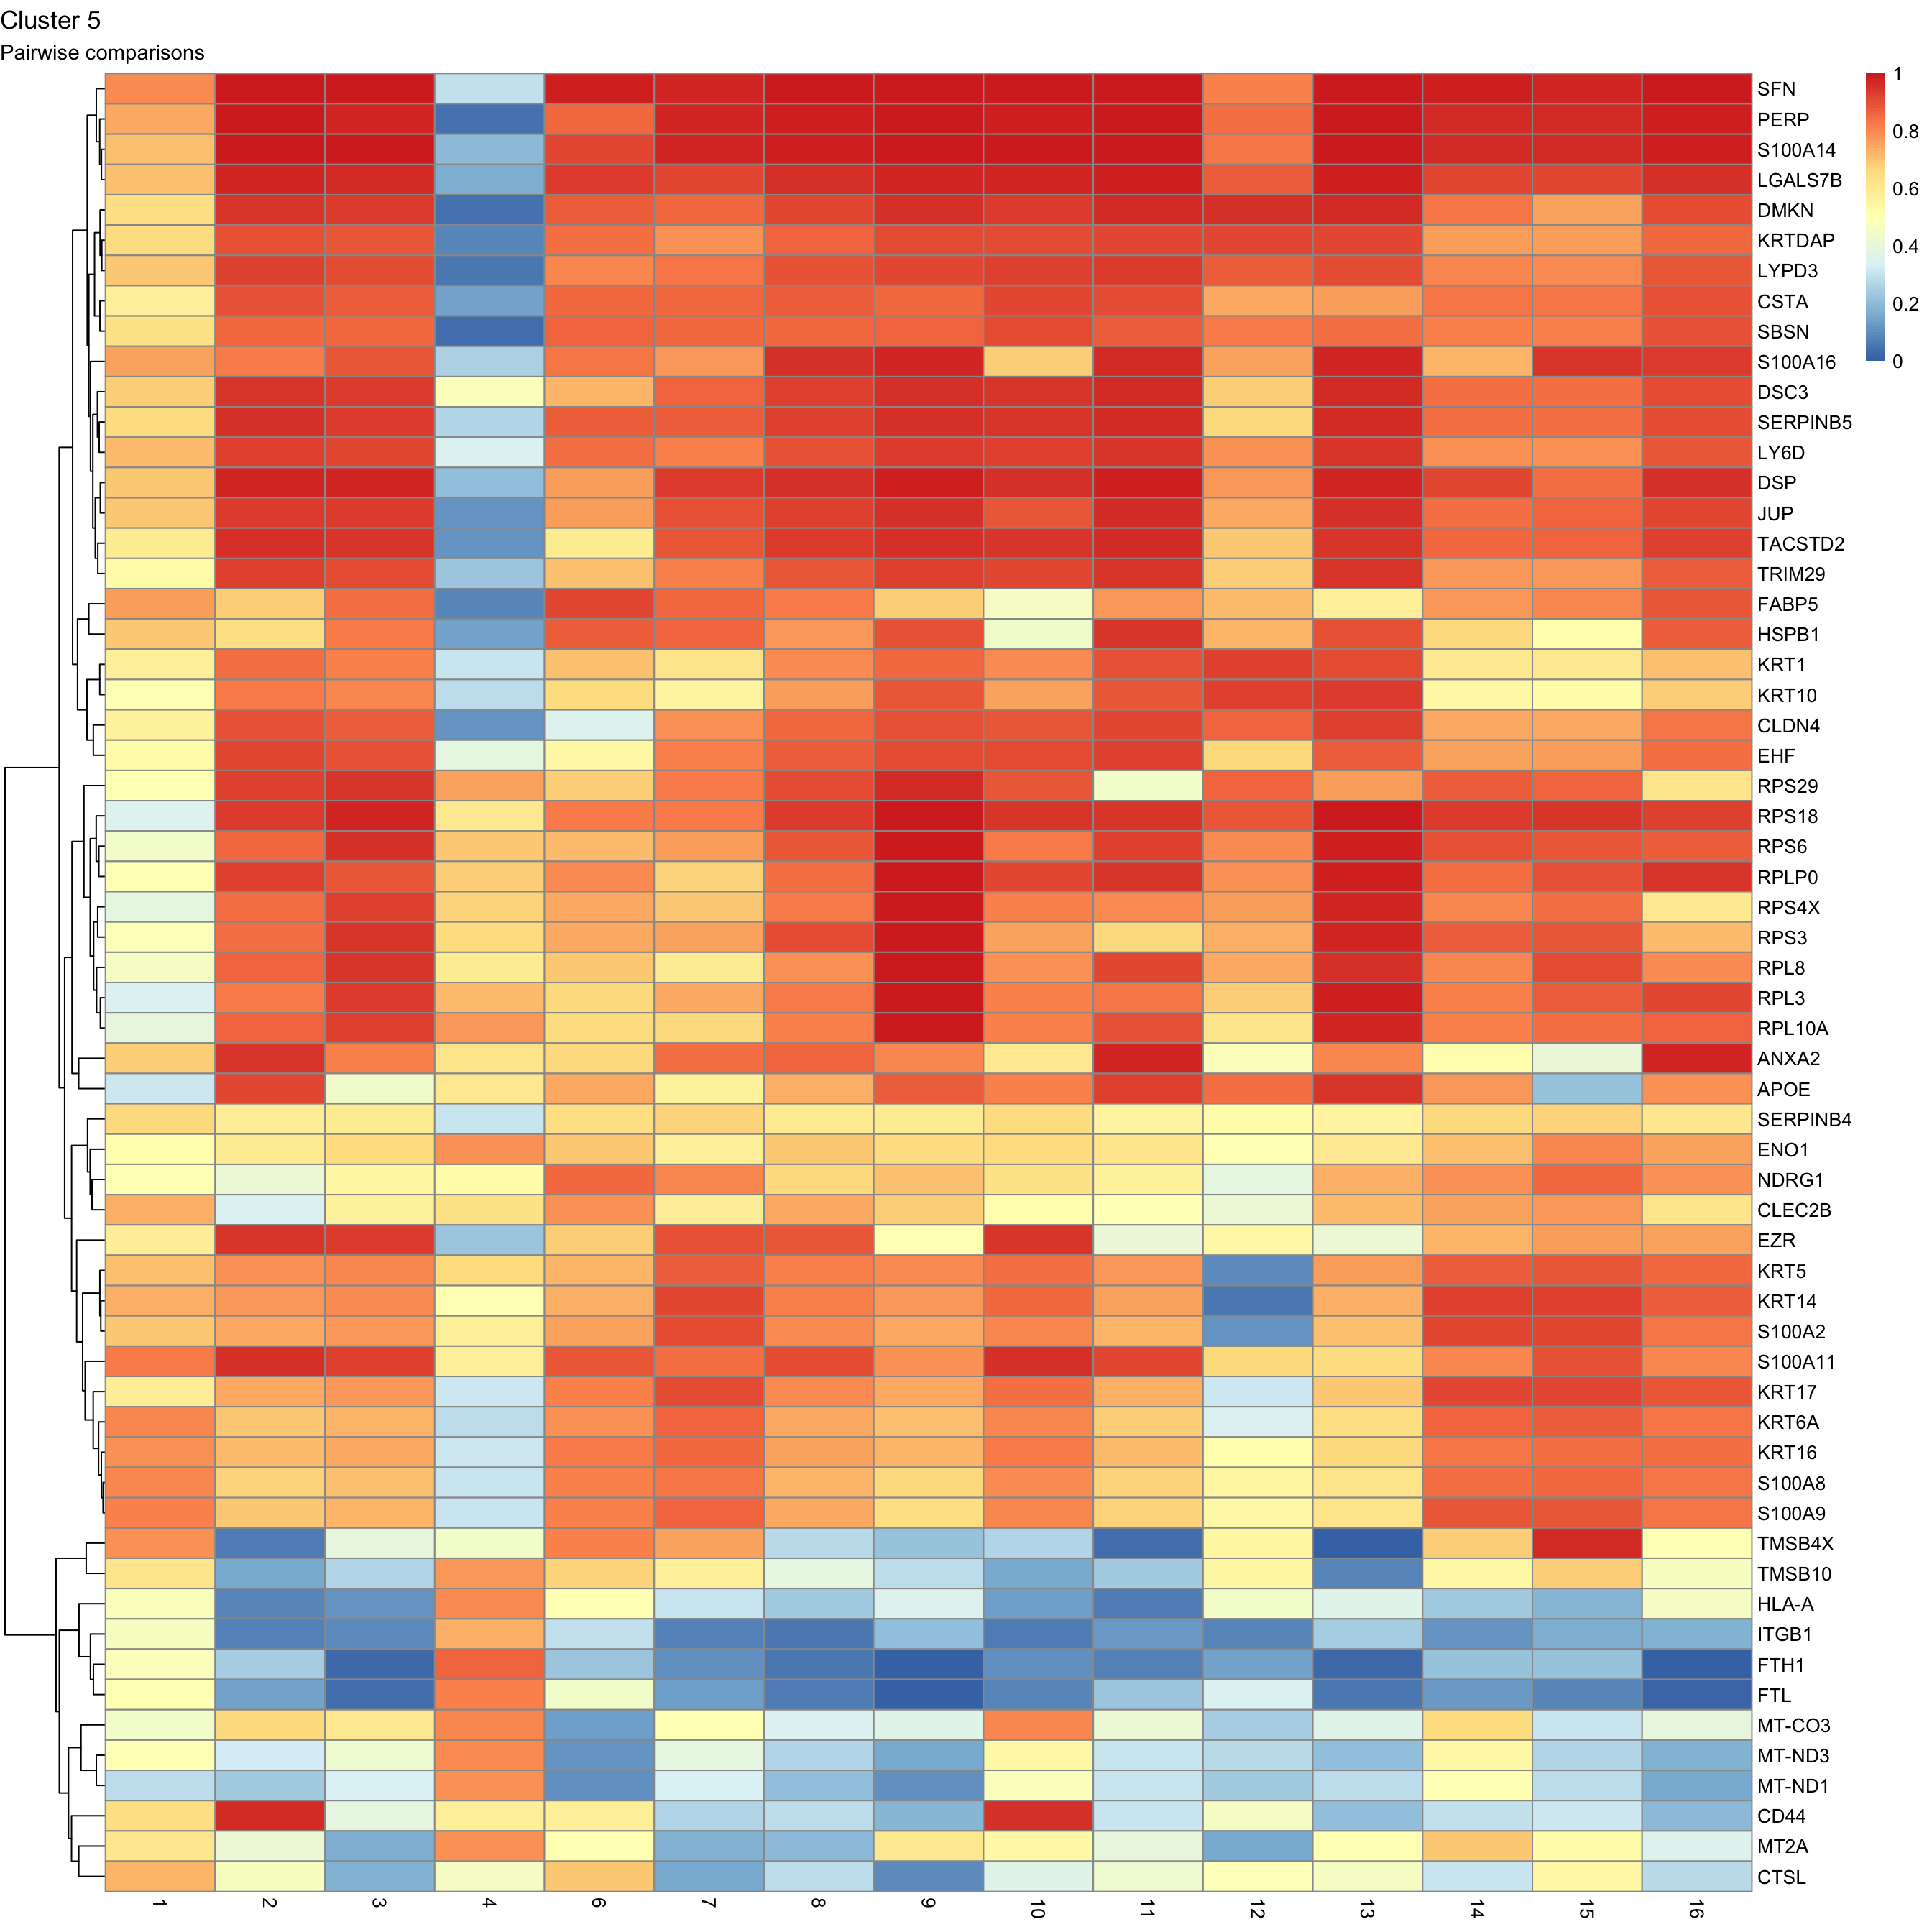 Cluster 5
Pairwise comparisons
SFN
PERP
S100A14
LGALS7B
DMKN
KRTDAP
LYPD3
CSTA
SBSN
S100A16
DSC3
SERPINB5
LY6D
DSP
JUP
TACSTD2
TRIM29
FABP5
HSPB1
KRT1
KRT10
CLDN4
EHF
RPS29
RPS18
RPS6
RPLP0
RPS4X
RPS3
RPL8
RPL3
RPL10A
ANXA2
APOE
SERPINB4
ENO1
NDRG1
CLEC2B
EZR
KRT5
KRT14
S100A2
S100A11
KRT17
KRT6A
KRT16
S100A8
S100A9
TMSB4X
TMSB10
HLA-A
ITGB1
FTH1
FTL
MT-CO3
MT-ND3
MT-ND1
CD44
MT2A
CTSL
1
0.8
0.6
0.4
0.2
0
1 2 3 4 6 7 8 9 10 11 12 13 14 15 16